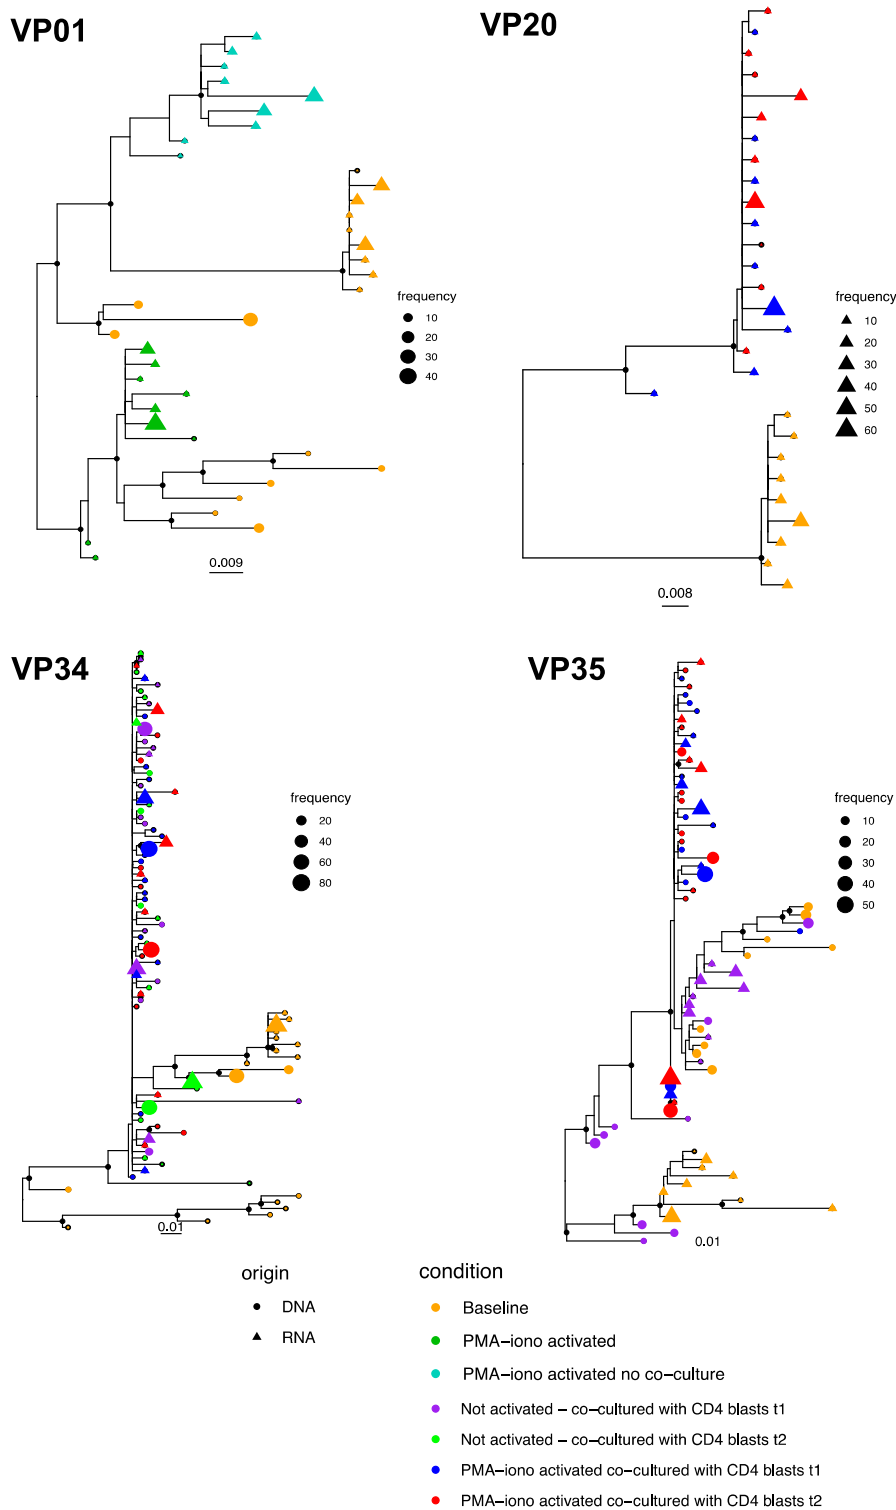 VP01
VP20
frequency
10
20
30
40
frequency
10
20
30
40
50
60
0.009
0.008
VP34
VP35
frequency
20
40
60
80
frequency
10
20
30
40
50
0.01
0.01
origin
DNA
RNA
condition
Baseline
PMA−iono activated
PMA−iono activated no co−culture
Not activated − co−cultured with CD4 blasts t1
Not activated − co−cultured with CD4 blasts t2
PMA−iono activated co−cultured with CD4 blasts t1
PMA−iono activated co−cultured with CD4 blasts t2